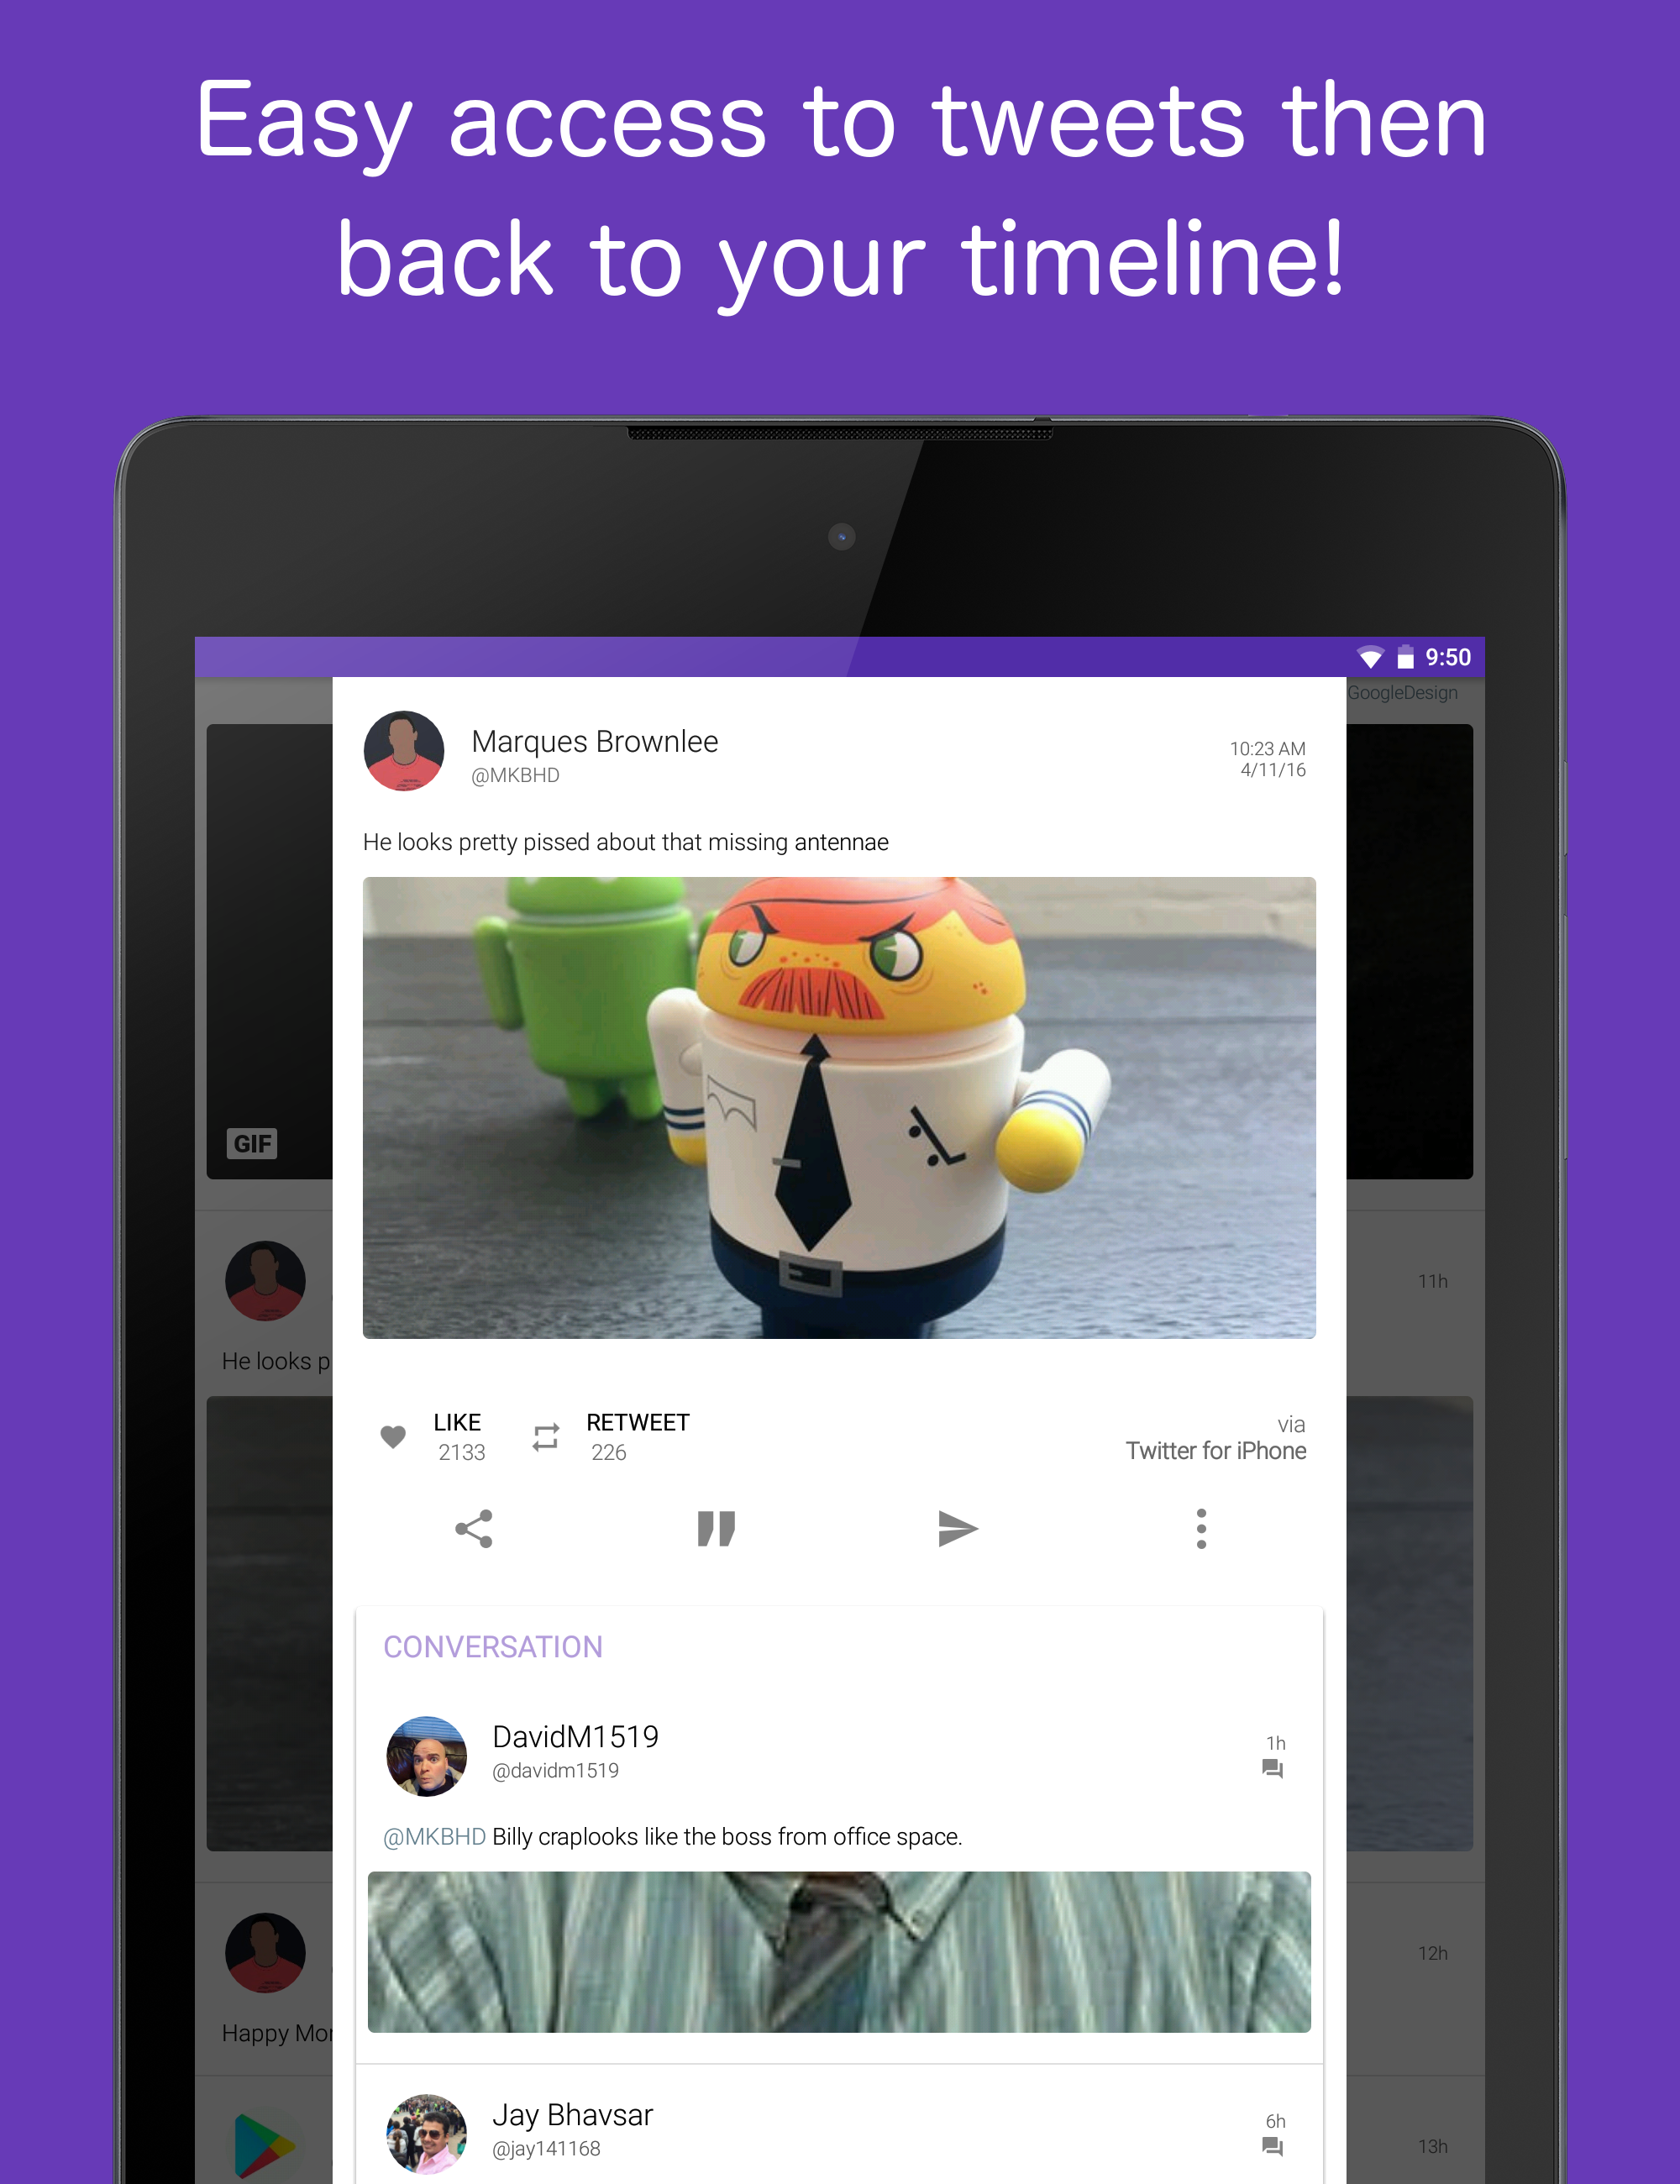 Easy access to tweets then
back to your timeline!
9:50
GoogleDesign
Marques Brownlee
@MKBHD
10:23 AM
4/11/16
He looks pretty pissed about that missing antennae
GIF
11h
He looks p
LIKE
2133
RETWEET
226
via
Twitter for iPhone
CONVERSATION
DavidM1519
@davidm1519
1h
@MKBHD Billy craplooks like the boss from office space.
12h
Happy Mor
Jay Bhavsar
@jay141168
6h
13h